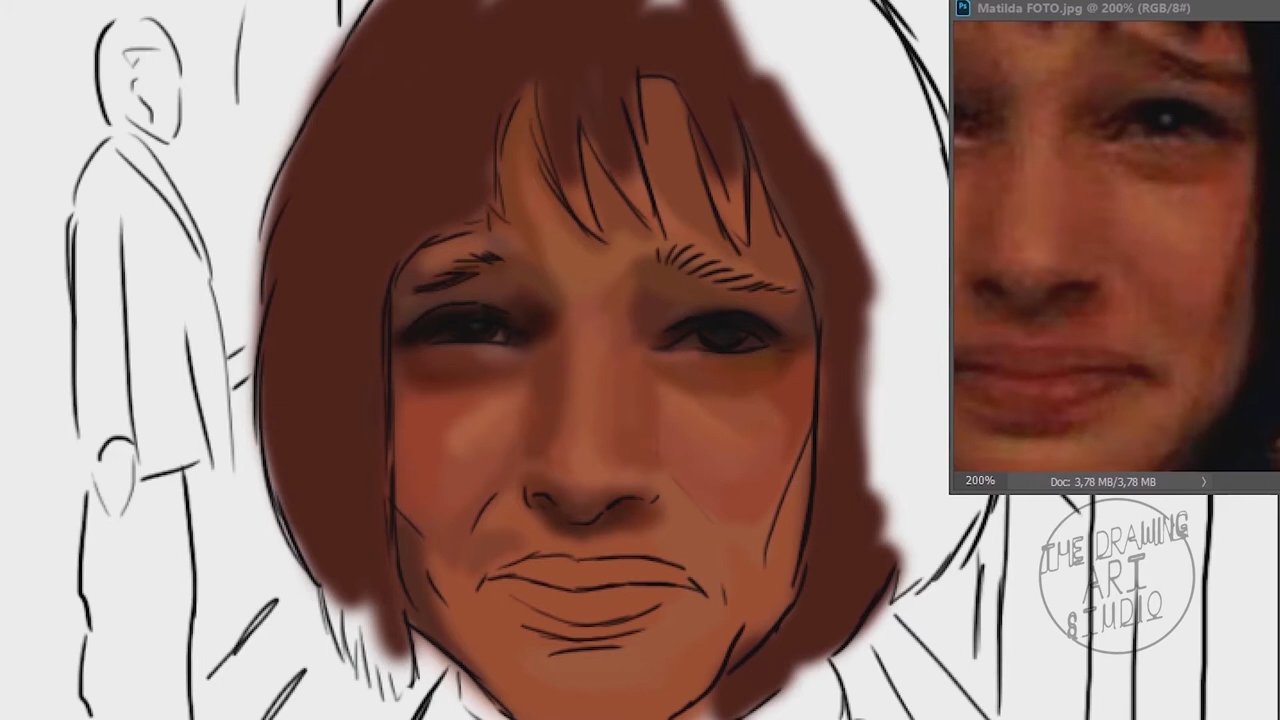 Matilda FOTO.jpg @ 200% (RGB/8#)
200% Doc: 3,78 MB/3,78 MB
THE DRAWING
ART
STUDIO